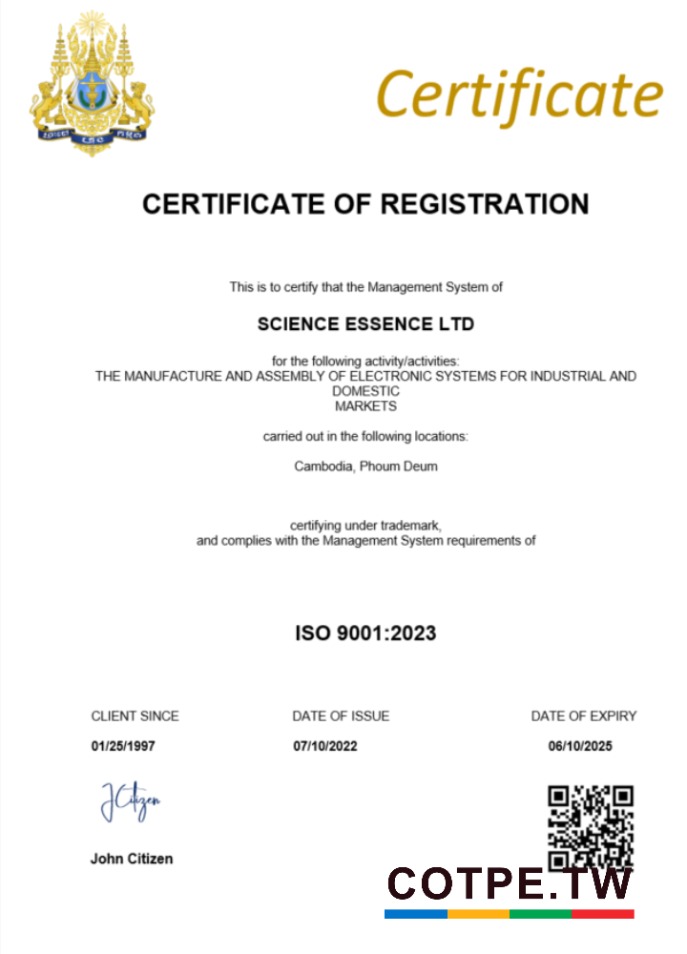 Certificate
CERTIFICATE OF REGISTRATION
This is to certify that the Management System of
SCIENCE ESSENCE LTD
for the following activity/activities:
THE MANUFACTURE AND ASSEMBLY OF ELECTRONIC SYSTEMS FOR INDUSTRIAL AND
DOMESTIC
MARKETS
carried out in the following locations:
Cambodia, Phoum Deum
certifying under trademark,
and complies with the Management System requirements of
ISO 9001:2023
CLIENT SINCE DATE OF ISSUE DATE OF EXPIRY
01/25/1997 07/10/2022 06/10/2025
JCitizen
John Citizen
COTPE.TW